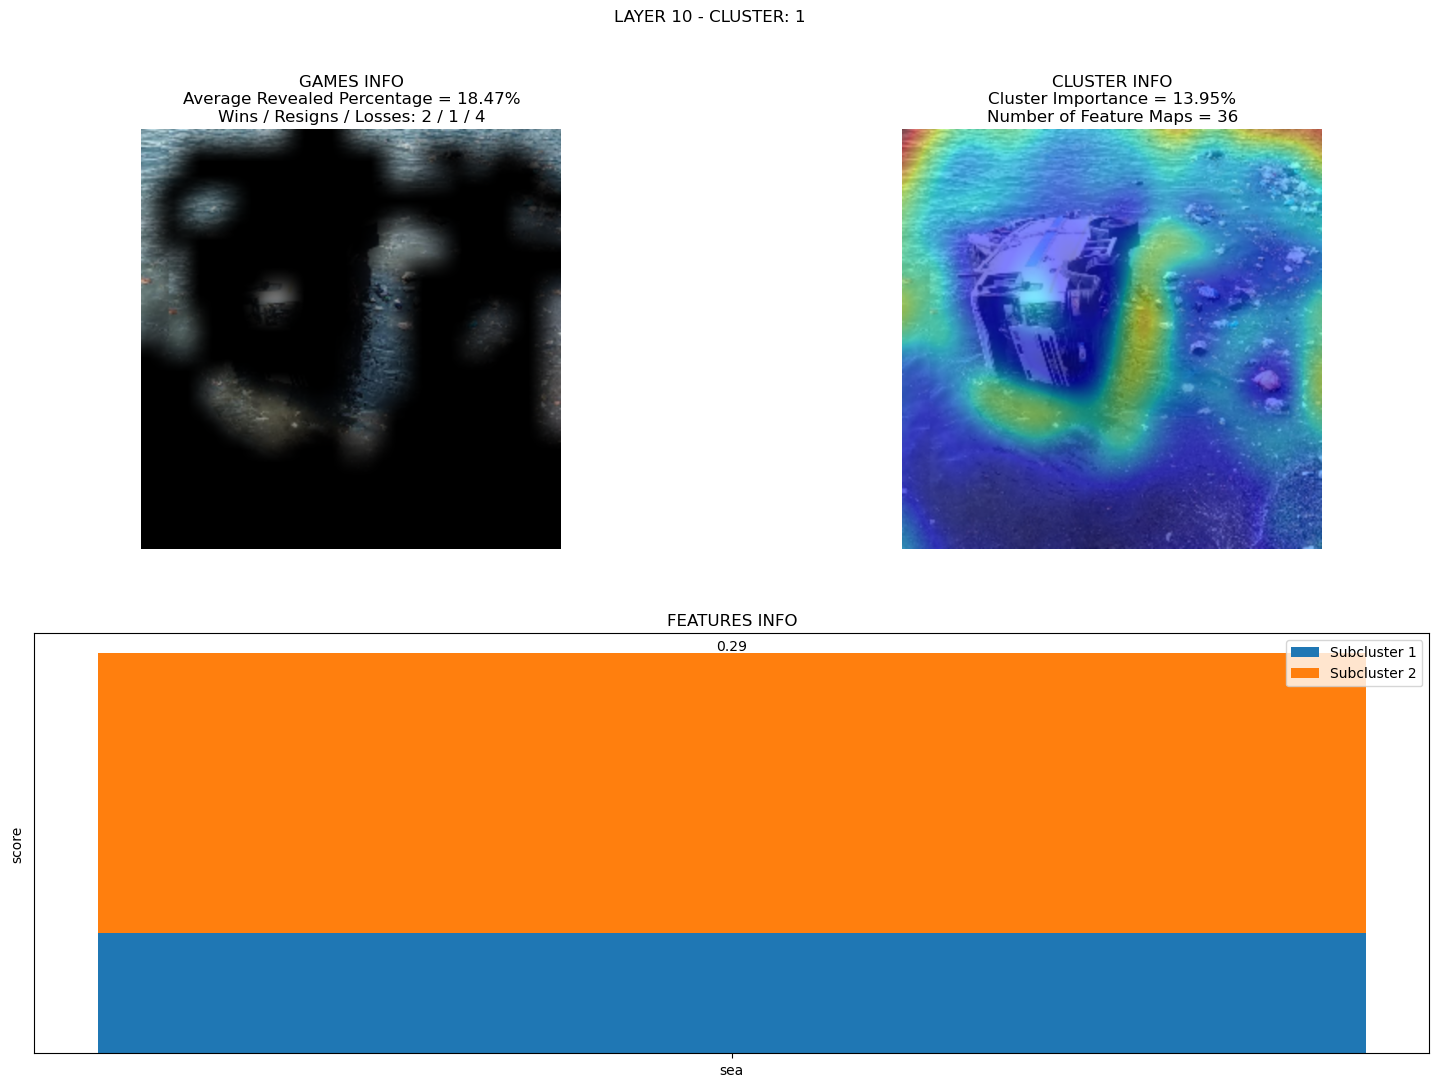 LAYER 10 - CLUSTER: 1
GAMES INFO
Average Revealed Percentage = 18.47%
Wins / Resigns / Losses: 2 / 1 / 4
CLUSTER INFO
Cluster Importance = 13.95%
Number of Feature Maps = 36
FEATURES INFO
0.29
Subcluster 1
Subcluster 2
score
sea